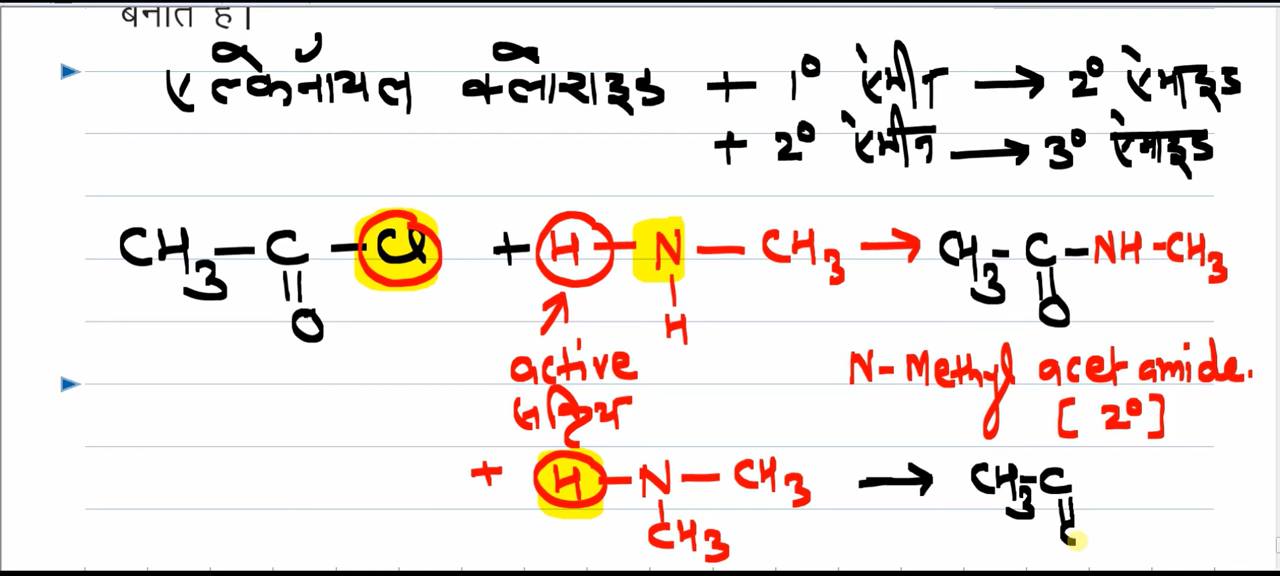 बनाते हैं।
एल्केनॉयल क्लोराइड + 1° ऐमीन → 2° ऐमाइड
+ 2° ऐमीन → 3° ऐमाइड
CH3 – C – Cl + H – N – CH3 → CH3 – C – NH – CH3
|| | ||
O H O
active N-Methyl acetamide.
सक्रिय [2°]
+ H – N – CH3 → CH3 – C
| ||
CH3